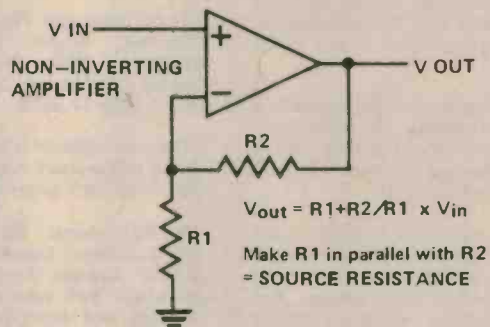 V IN
+
NON-INVERTING
AMPLIFIER
−
V OUT
R2
R1
Vout = R1+R2/R1 x Vin
Make R1 in parallel with R2
= SOURCE RESISTANCE